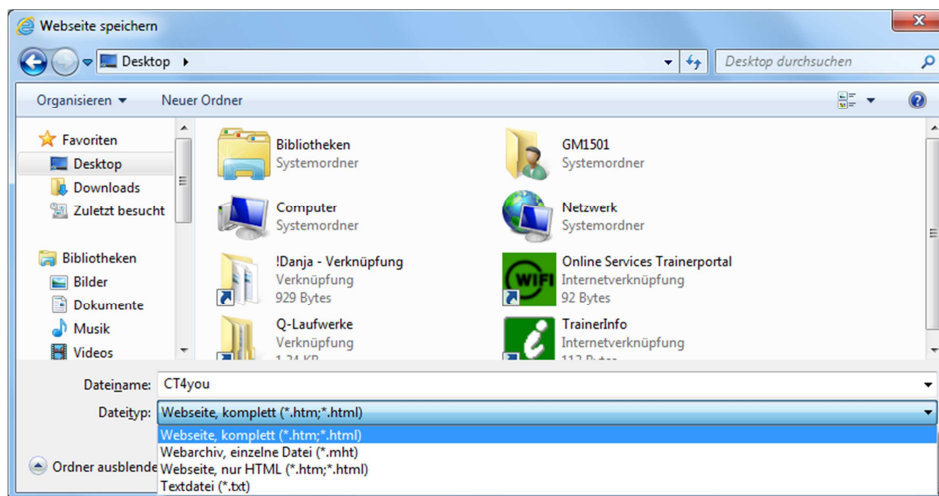 Webseite speichern
Desktop
Desktop durchsuchen
Organisieren
Neuer Ordner
Favoriten
Desktop
Downloads
Zuletzt besucht
Bibliotheken
Bilder
Dokumente
Musik
Videos
Bibliotheken
Systemordner
GM1501
Systemordner
Computer
Systemordner
Netzwerk
Systemordner
!Danja - Verknüpfung
Verknüpfung
929 Bytes
WIFI
Online Services Trainerportal
Internetverknüpfung
92 Bytes
Q-Laufwerke
Verknüpfung
TrainerInfo
Internetverknüpfung
Dateiname: CT4you
Dateityp: Webseite, komplett (*.htm;*.html)
Webseite, komplett (*.htm;*.html)
Webarchiv, einzelne Datei (*.mht)
Webseite, nur HTML (*.htm;*.html)
Textdatei (*.txt)
Ordner ausblende